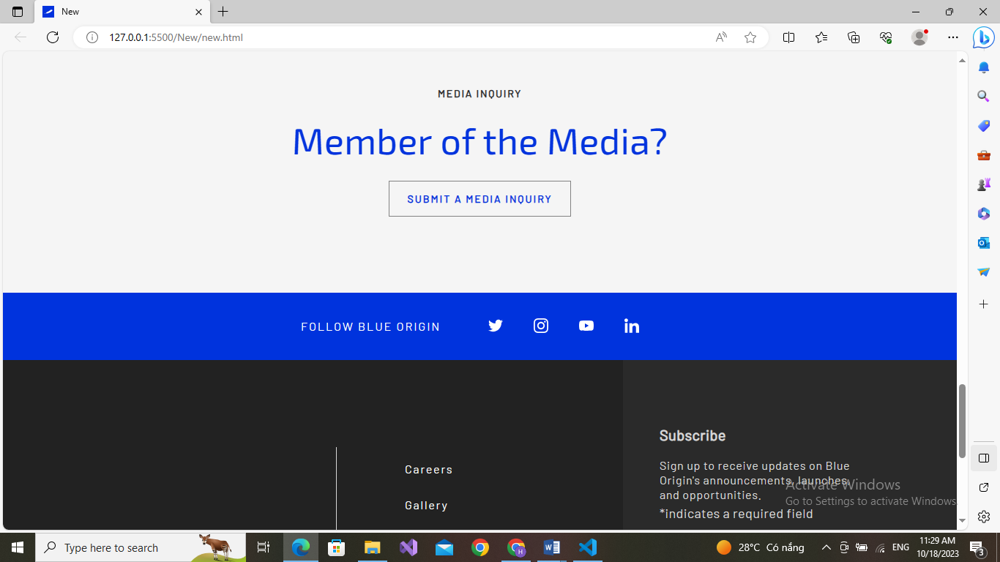 New
127.0.0.1:5500/New/new.html
MEDIA INQUIRY
Member of the Media?
SUBMIT A MEDIA INQUIRY
FOLLOW BLUE ORIGIN
Careers
Gallery
Subscribe
Sign up to receive updates on Blue
Origin's announcements, launches,
and opportunities.
*indicates a required field
Activate Windows
Go to Settings to activate Windows.
Type here to search
28°C Có nắng
ENG
11:29 AM
10/18/2023
3